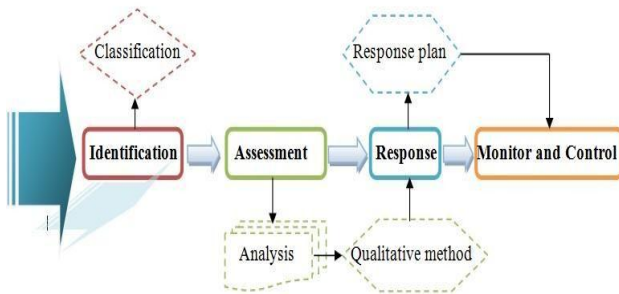 Classification
Response plan
Identification
Assessment
Response
Monitor and Control
Analysis
Qualitative method